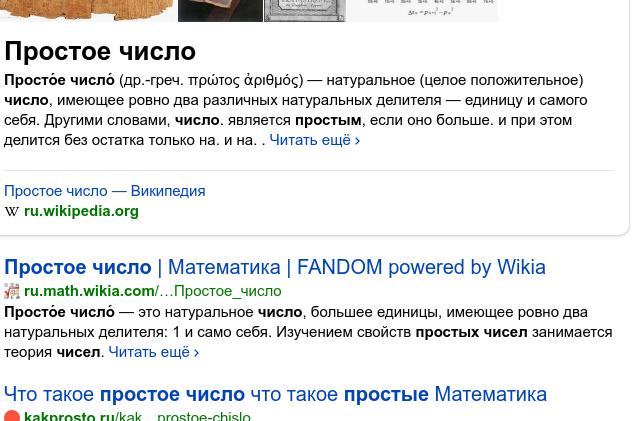 Простое число
Просто́е число́ (др.-греч. πρώτος ἀριθμός) — натуральное (целое положительное)
число, имеющее ровно два различных натуральных делителя — единицу и самого
себя. Другими словами, число. является простым, если оно больше. и при этом
делится без остатка только на. и на. . Читать ещё ›
Простое число — Википедия
W ru.wikipedia.org
Простое число | Математика | FANDOM powered by Wikia
ru.math.wikia.com/…Простое_число
Просто́е число́ — это натуральное число, большее единицы, имеющее ровно два
натуральных делителя: 1 и само себя. Изучением свойств простых чисел занимается
теория чисел. Читать ещё ›
Что такое простое число что такое простые Математика
kakprosto.ru/kak…prostoe-chislo